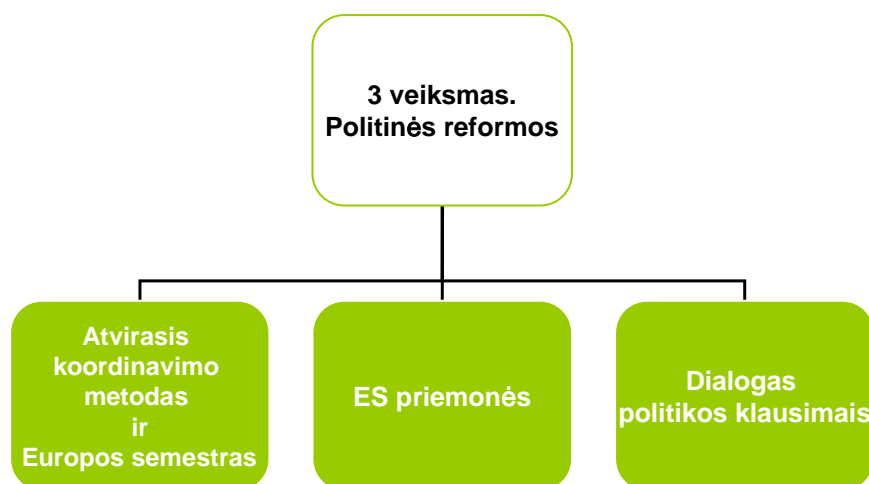 3 veiksmas.
Politinės reformos
Atvirasis
koordinavimo
metodas
ir
Europos semestras
ES priemonės
Dialogas
politikos klausimais